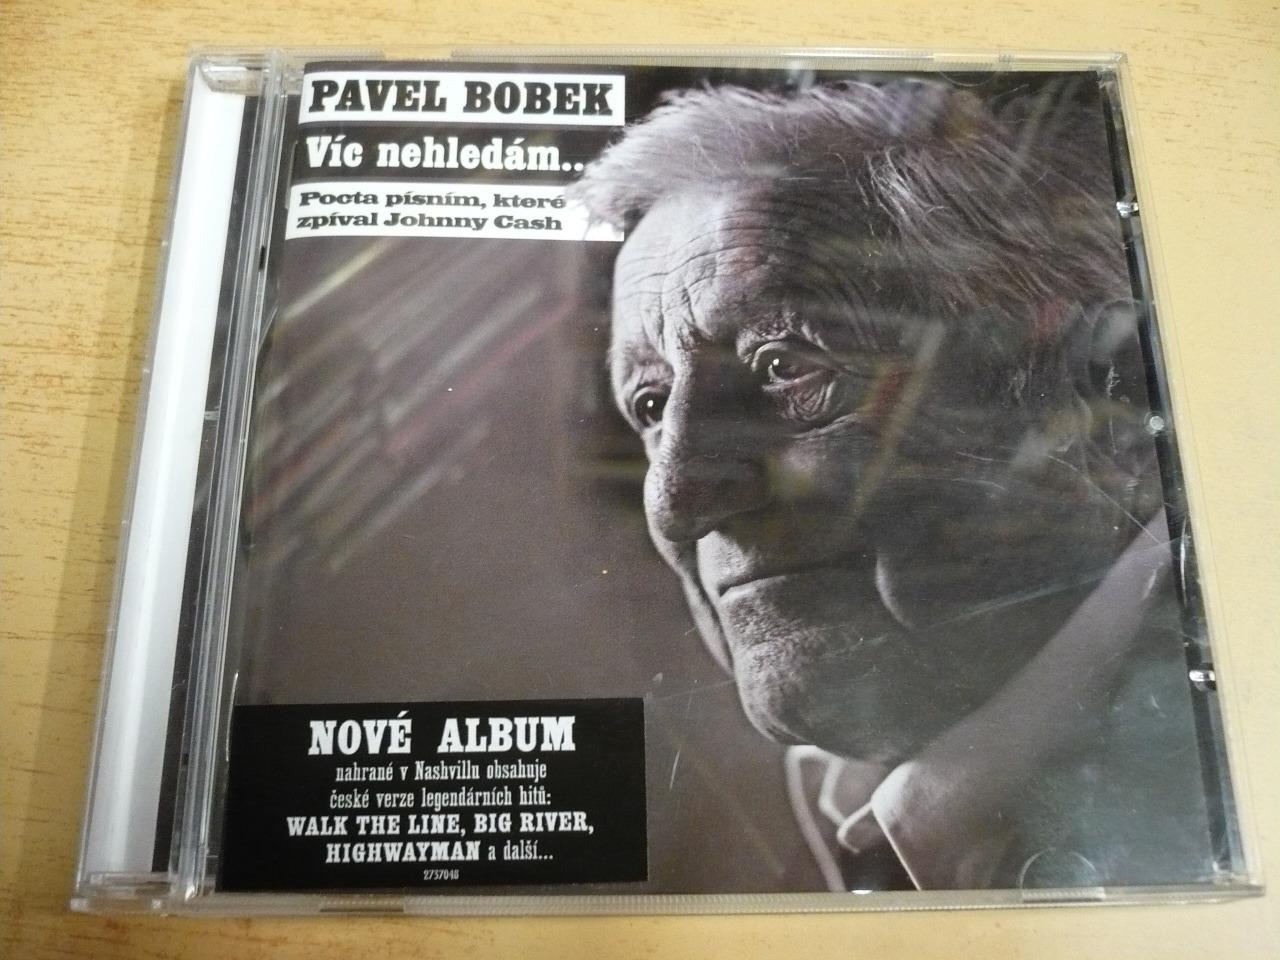 PAVEL BOBEK
Víc nehledám...
Pocta písním, které
zpíval Johnny Cash
NOVÉ ALBUM
nahrané v Nashvillu obsahuje
české verze legendárních hitů:
WALK THE LINE, BIG RIVER,
HIGHWAYMAN a další...
2737048